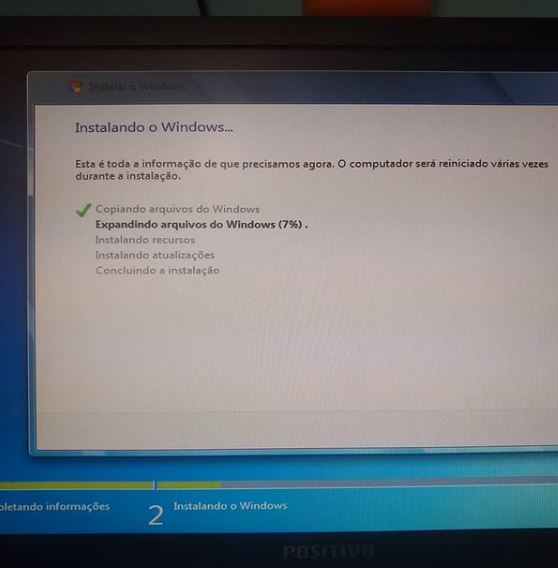 Instalar o Windows
Instalando o Windows...
Esta é toda a informação de que precisamos agora. O computador será reiniciado várias vezes
durante a instalação.
Copiando arquivos do Windows
Expandindo arquivos do Windows (7%) .
Instalando recursos
Instalando atualizações
Concluindo a instalação
pletando informações
2 Instalando o Windows
POSITIVO